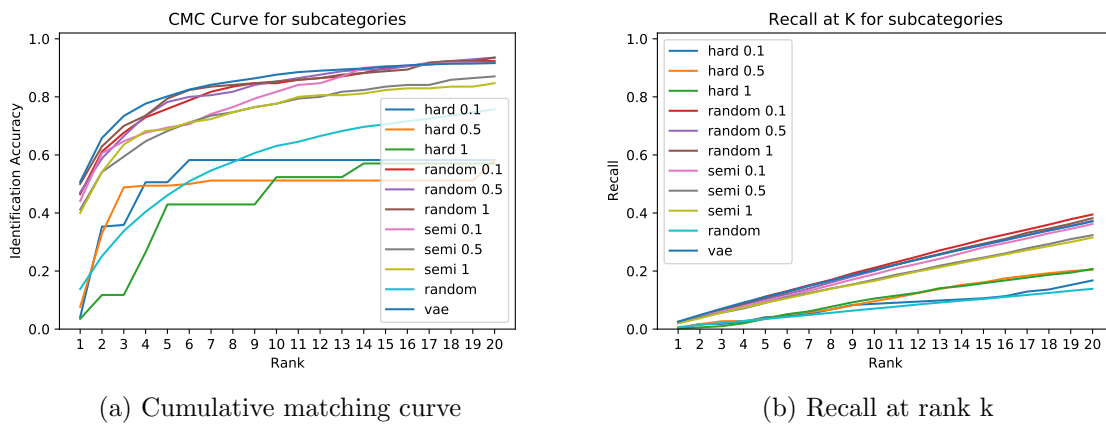 CMC Curve for subcategories
1.0
0.8
0.6
0.4
0.2
0.0
Identification Accuracy
hard 0.1
hard 0.5
hard 1
random 0.1
random 0.5
random 1
semi 0.1
semi 0.5
semi 1
random
vae
1 2 3 4 5 6 7 8 9 10 11 12 13 14 15 16 17 18 19 20
Rank
(a) Cumulative matching curve
Recall at K for subcategories
1.0
0.8
0.6
0.4
0.2
0.0
Recall
hard 0.1
hard 0.5
hard 1
random 0.1
random 0.5
random 1
semi 0.1
semi 0.5
semi 1
random
vae
1 2 3 4 5 6 7 8 9 10 11 12 13 14 15 16 17 18 19 20
Rank
(b) Recall at rank k